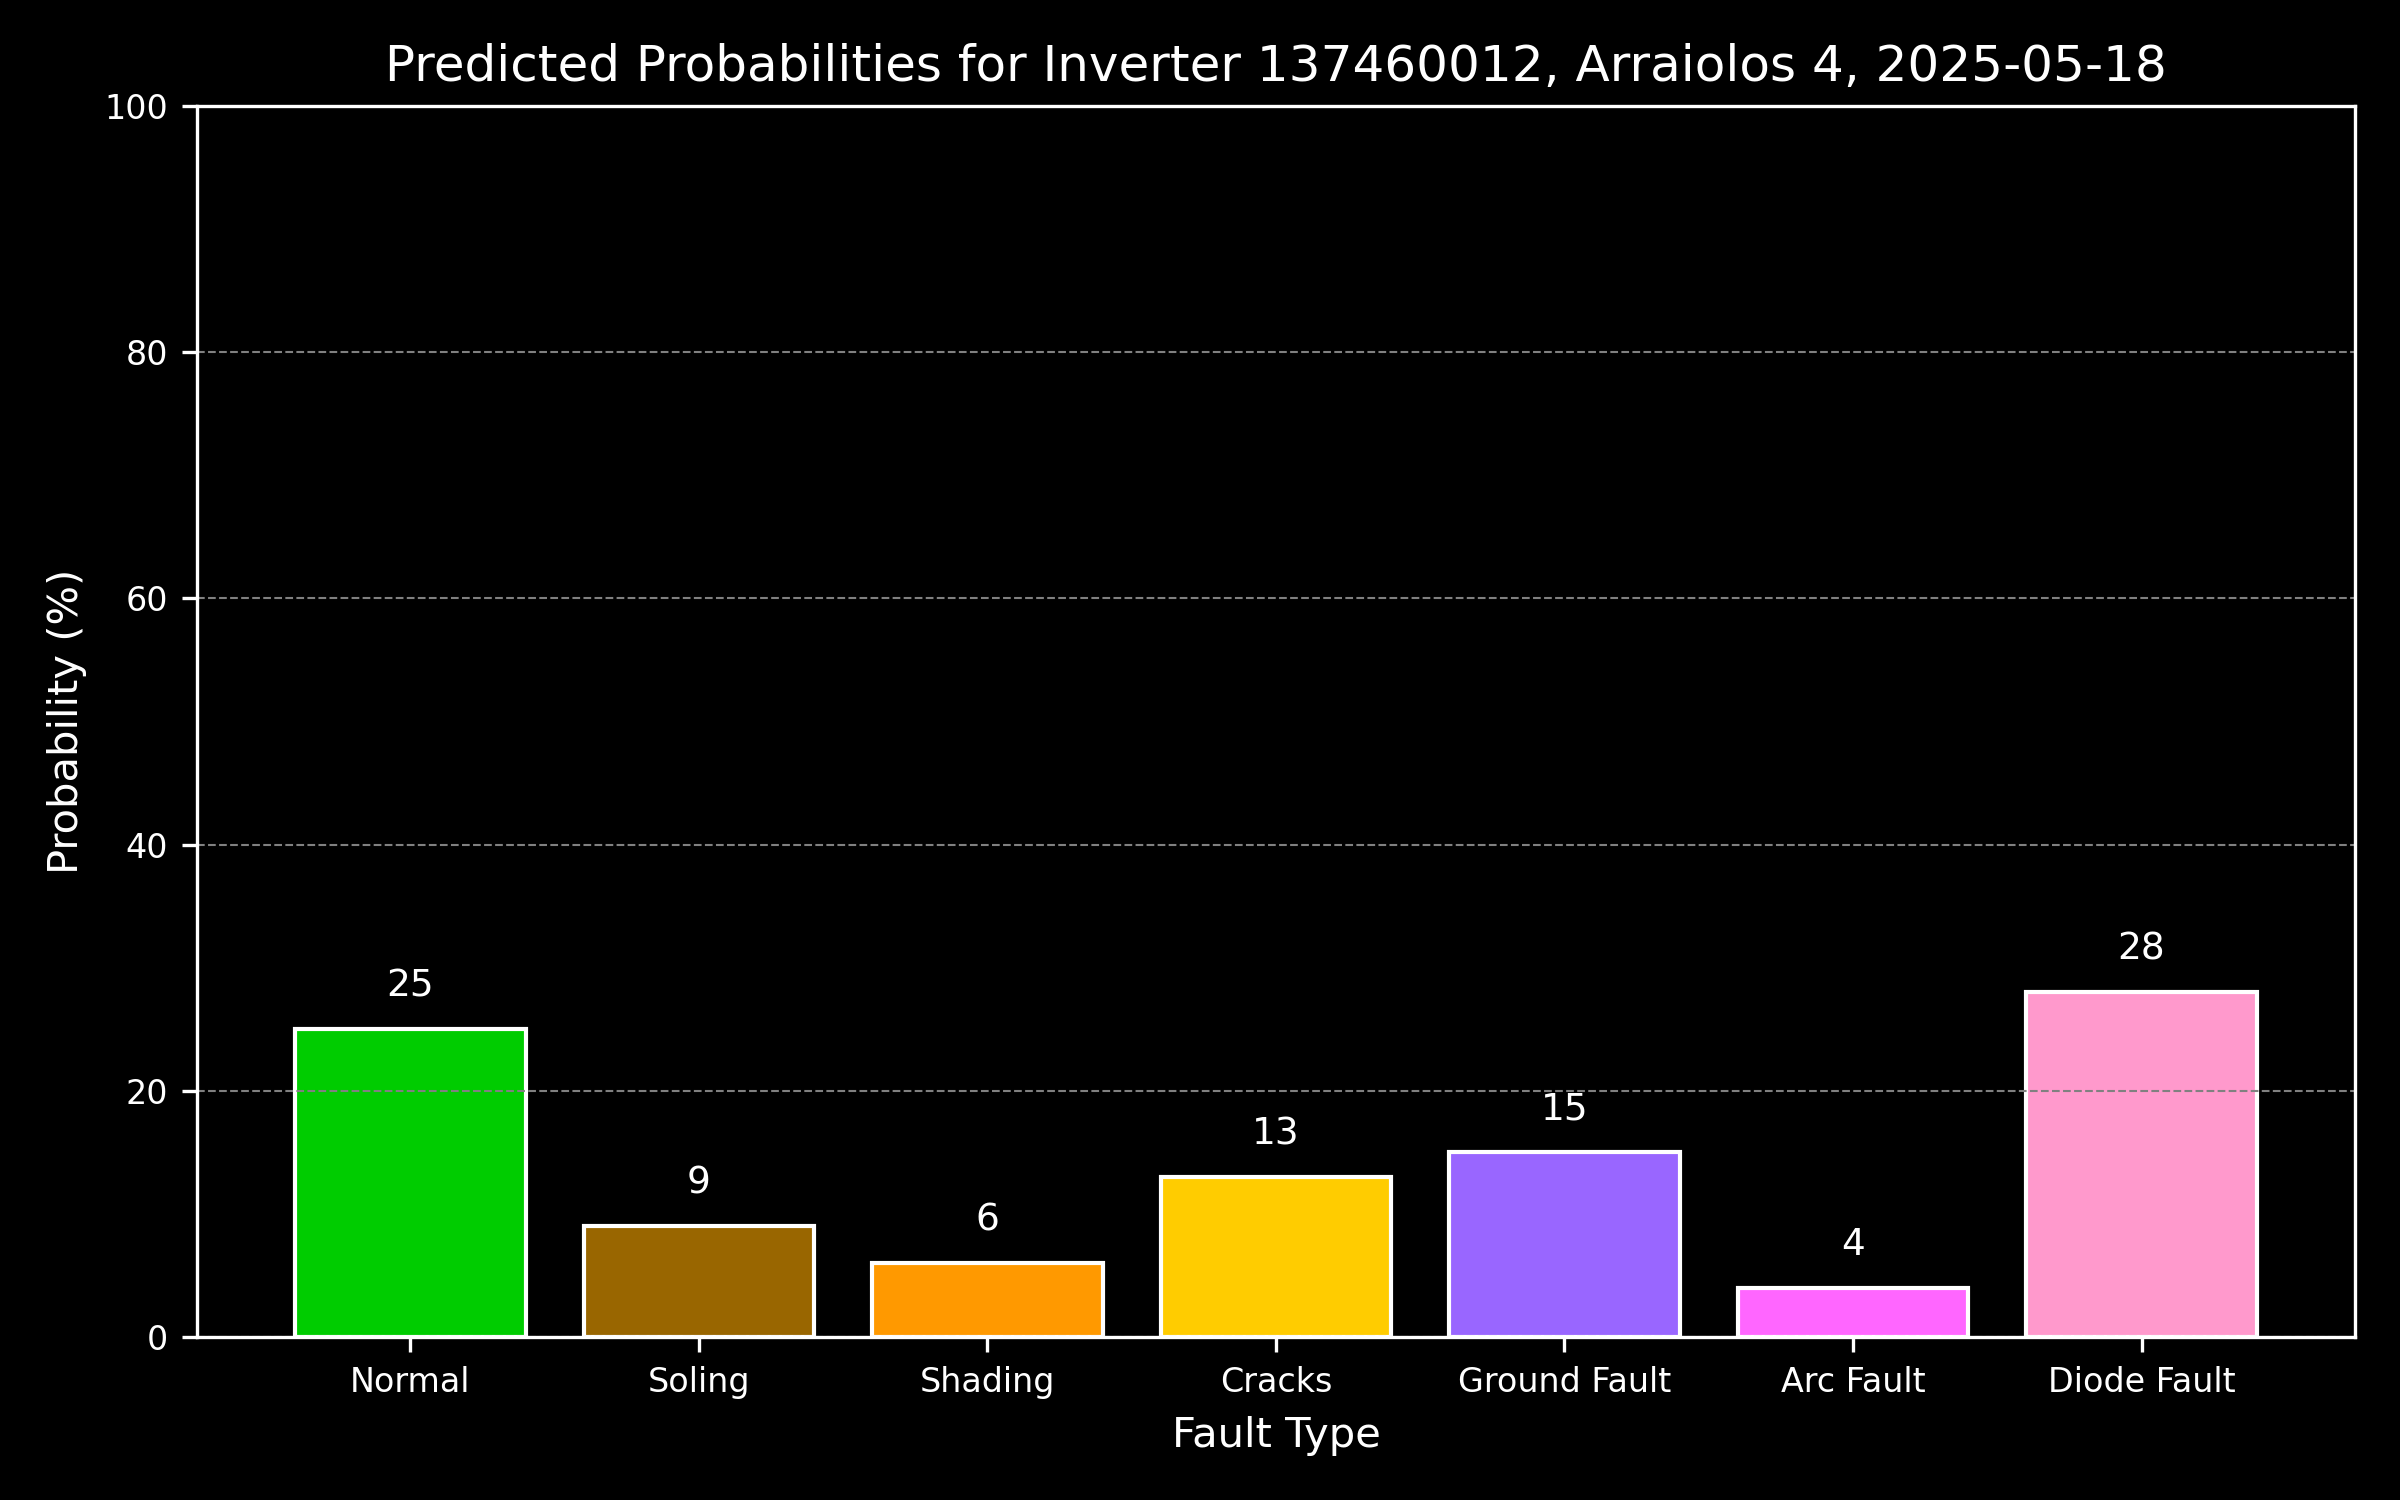 Predicted Probabilities for Inverter 137460012, Arraiolos 4, 2025-05-18
Probability (%)
100
80
60
40
20
0
25
9
6
13
15
4
28
Normal
Soling
Shading
Cracks
Ground Fault
Arc Fault
Diode Fault
Fault Type